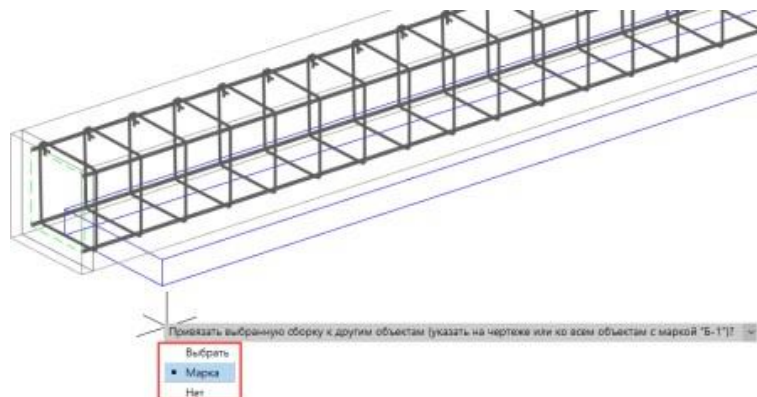 Привязать выбранную сборку к другим объектам (указать на чертеже или ко всем объектам с маркой "Б-1")?
Выбрать
Марка
Нет